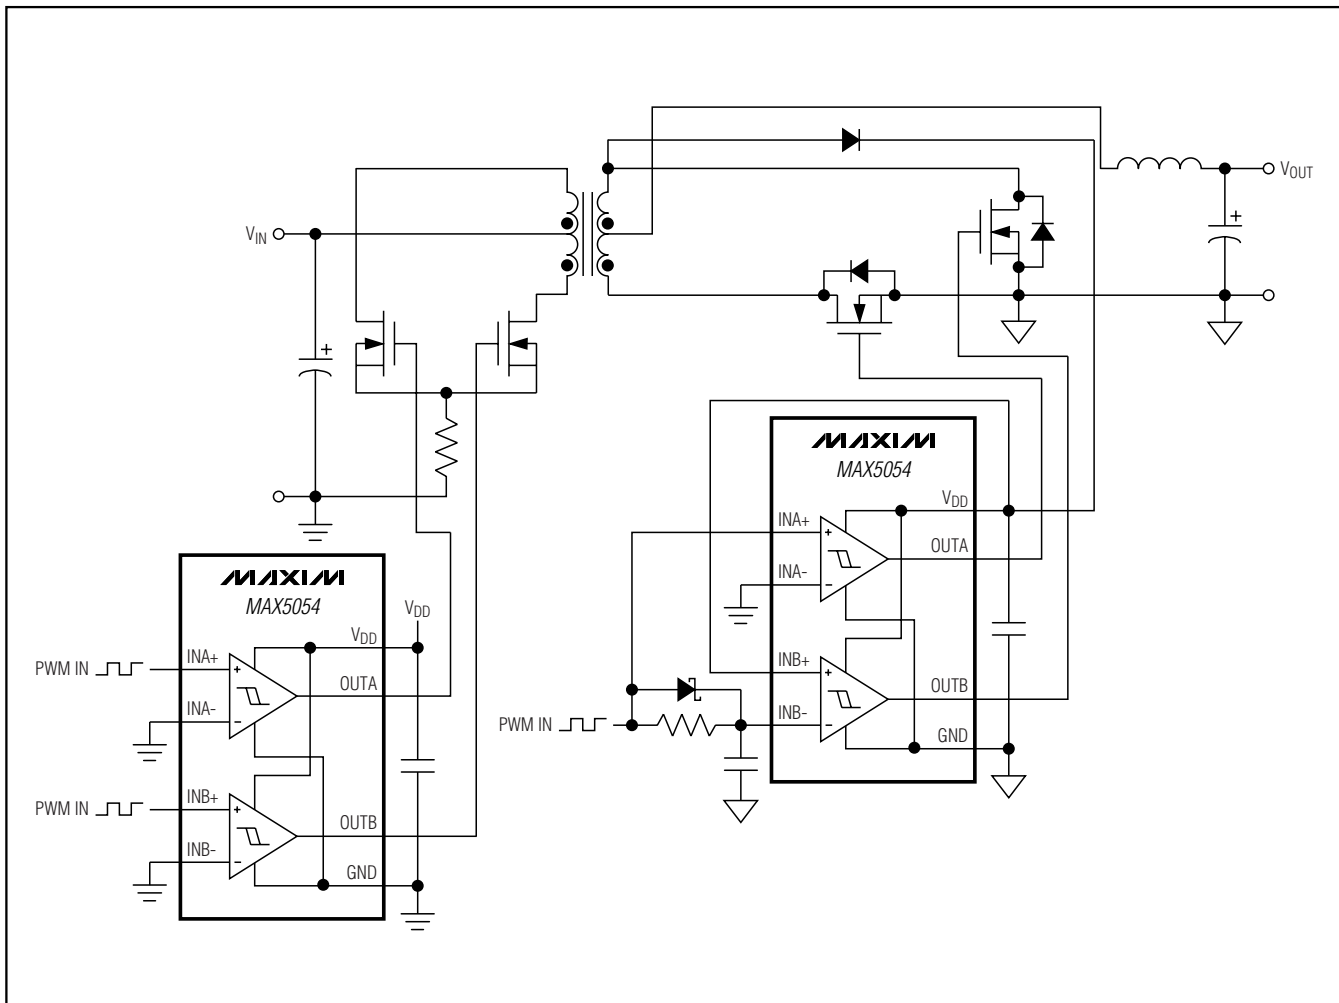 VOUT
VIN
MAXIM
MAX5054
VDD
INA+
OUTA
INA-
INB+
OUTB
PWM IN
INB-
GND
MAXIM
MAX5054
VDD
VDD
PWM IN
INA+
OUTA
INA-
PWM IN
INB+
OUTB
INB-
GND